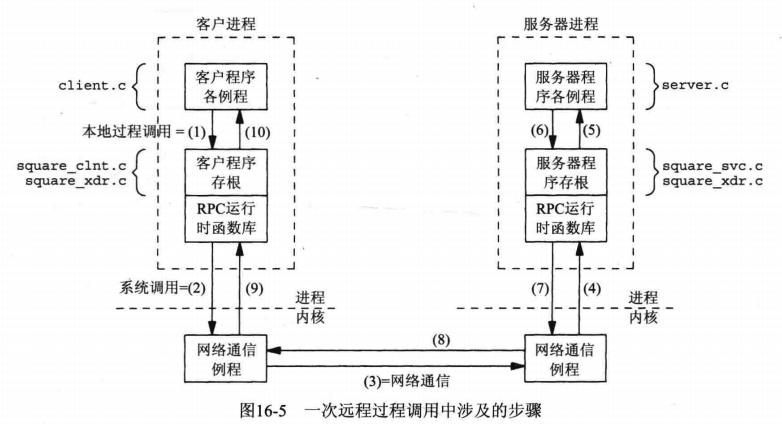 客户进程
服务器进程
client.c
客户程序
各例程
服务器程
序各例程
server.c
本地过程调用 = (1)
(10)
(6)
(5)
square_clnt.c
square_xdr.c
客户程序
存根
服务器程
序存根
square_svc.c
square_xdr.c
RPC运行
时函数库
RPC运行
时函数库
系统调用=(2)
(9)
(7)
(4)
进程
内核
进程
内核
网络通信
例程
(8)
(3)=网络通信
网络通信
例程
图16-5 一次远程过程调用中涉及的步骤